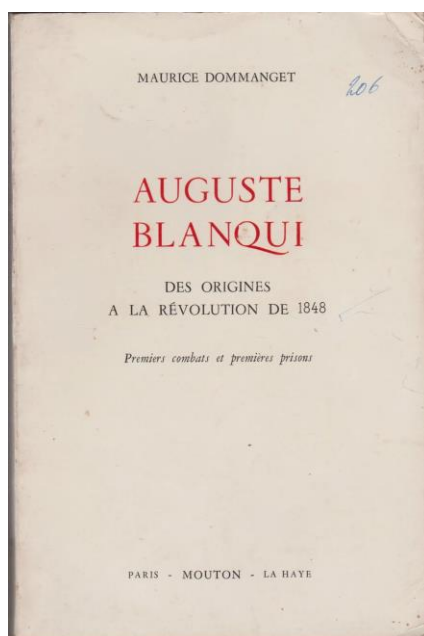 MAURICE DOMMANGET
206
AUGUSTE
BLANQUI
DES ORIGINES
A LA RÉVOLUTION DE 1848
Premiers combats et premières prisons
PARIS - MOUTON - LA HAYE